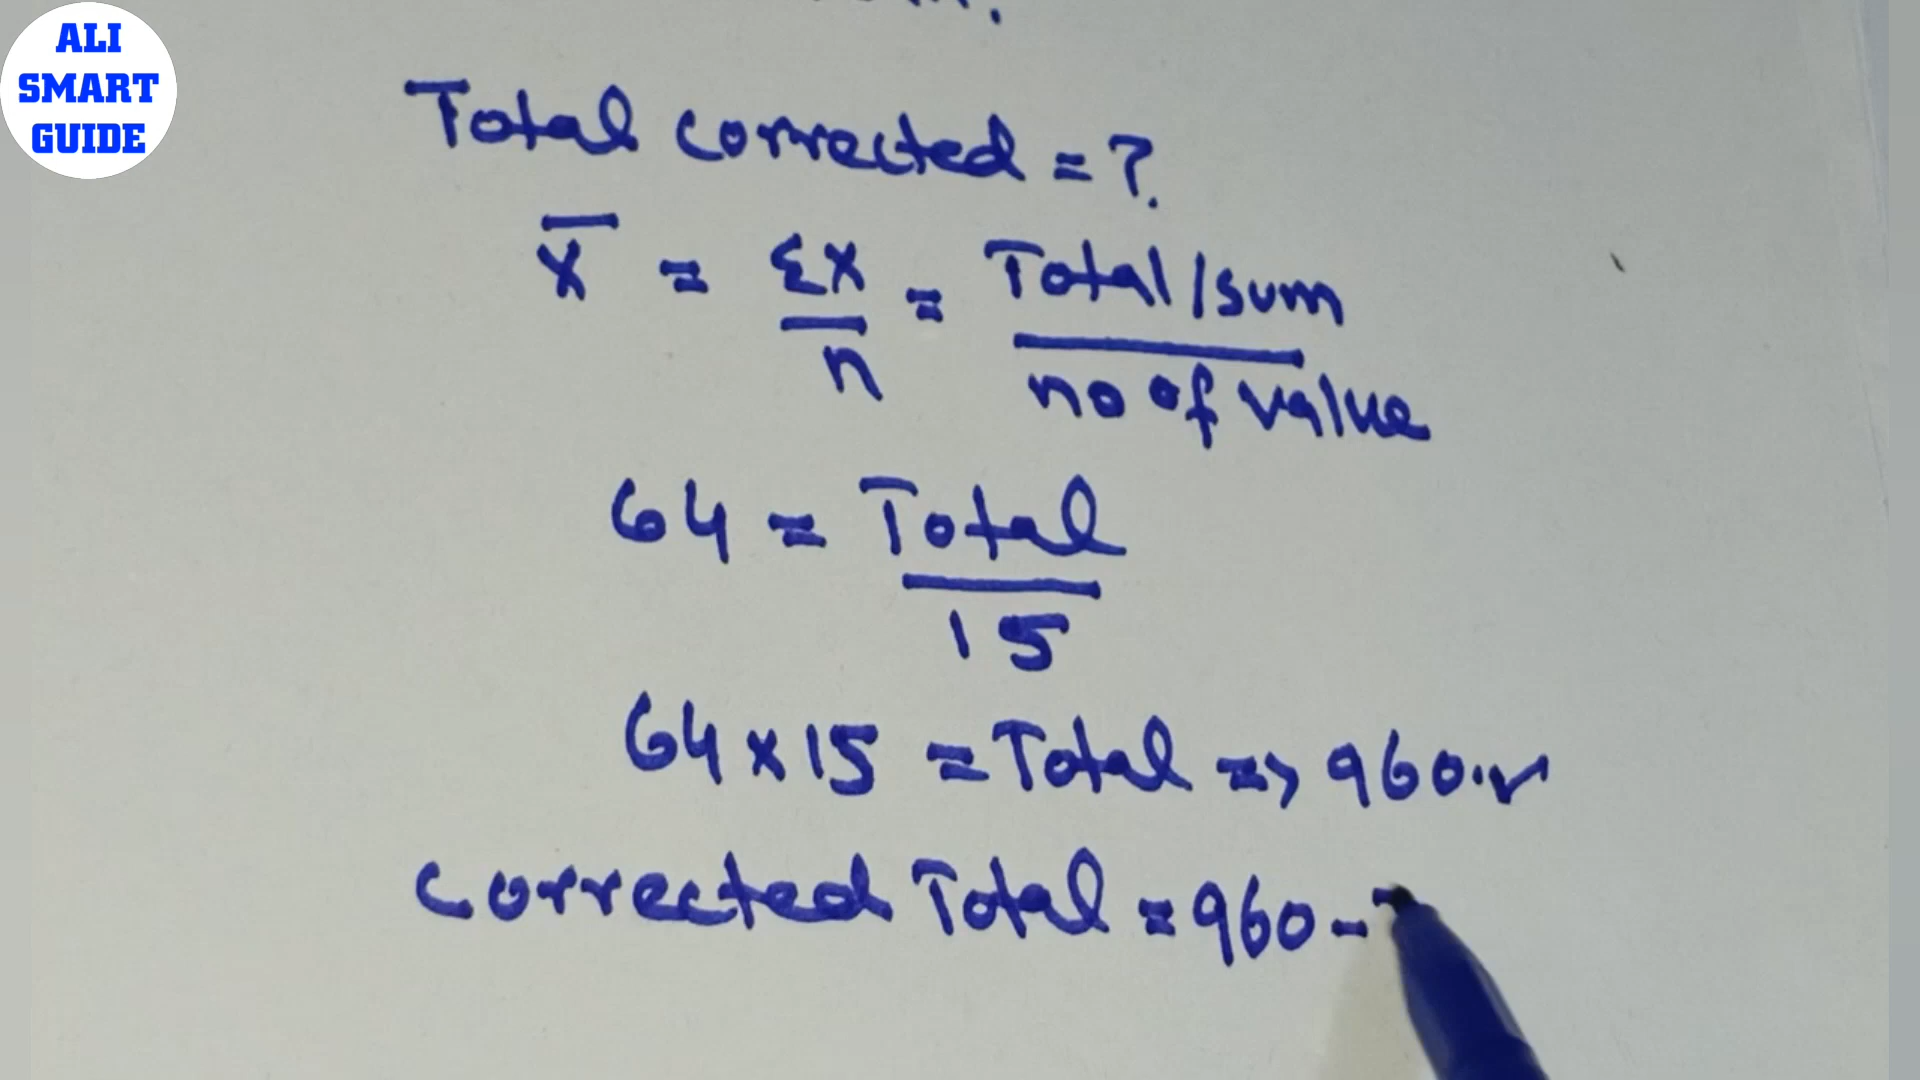 ALI
SMART
GUIDE
Total corrected = ?
x̄ = Σx/n = Total/sum / no of value
64 = Total / 15
64 × 15 = Total => 960
corrected Total = 960 -